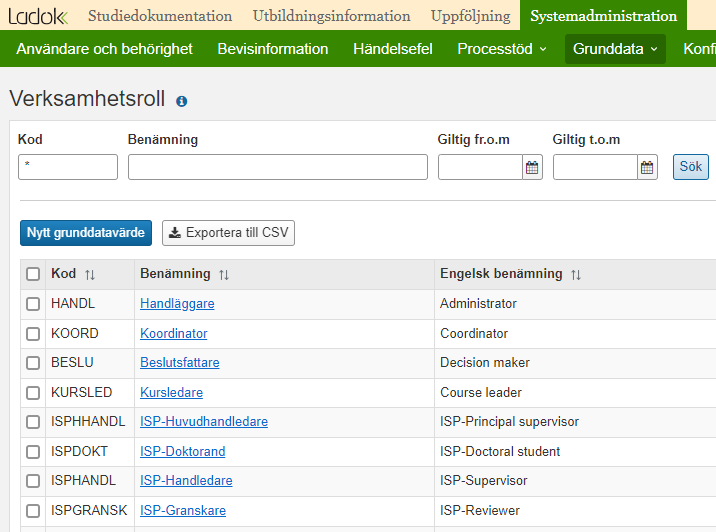 Ladok Studiedokumentation Utbildningsinformation Uppföljning Systemadministration
Användare och behörighet Bevisinformation Händelsefel Processtöd Grunddata Konfi
Verksamhetsroll
Kod Benämning Giltig fr.o.m Giltig t.o.m
* Sök
Nytt grunddatavärde Exportera till CSV
Kod Benämning Engelsk benämning
HANDL Handläggare Administrator
KOORD Koordinator Coordinator
BESLU Beslutsfattare Decision maker
KURSLED Kursledare Course leader
ISPHHANDL ISP-Huvudhandledare ISP-Principal supervisor
ISPDOKT ISP-Doktorand ISP-Doctoral student
ISPHANDL ISP-Handledare ISP-Supervisor
ISPGRANSK ISP-Granskare ISP-Reviewer